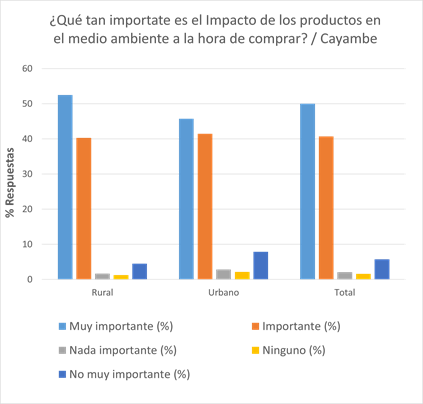 ¿Qué tan importate es el Impacto de los productos en
el medio ambiente a la hora de comprar? / Cayambe
% Respuestas
60
50
40
30
20
10
0
Rural Urbano Total
Muy importante (%) Importante (%)
Nada importante (%) Ninguno (%)
No muy importante (%)